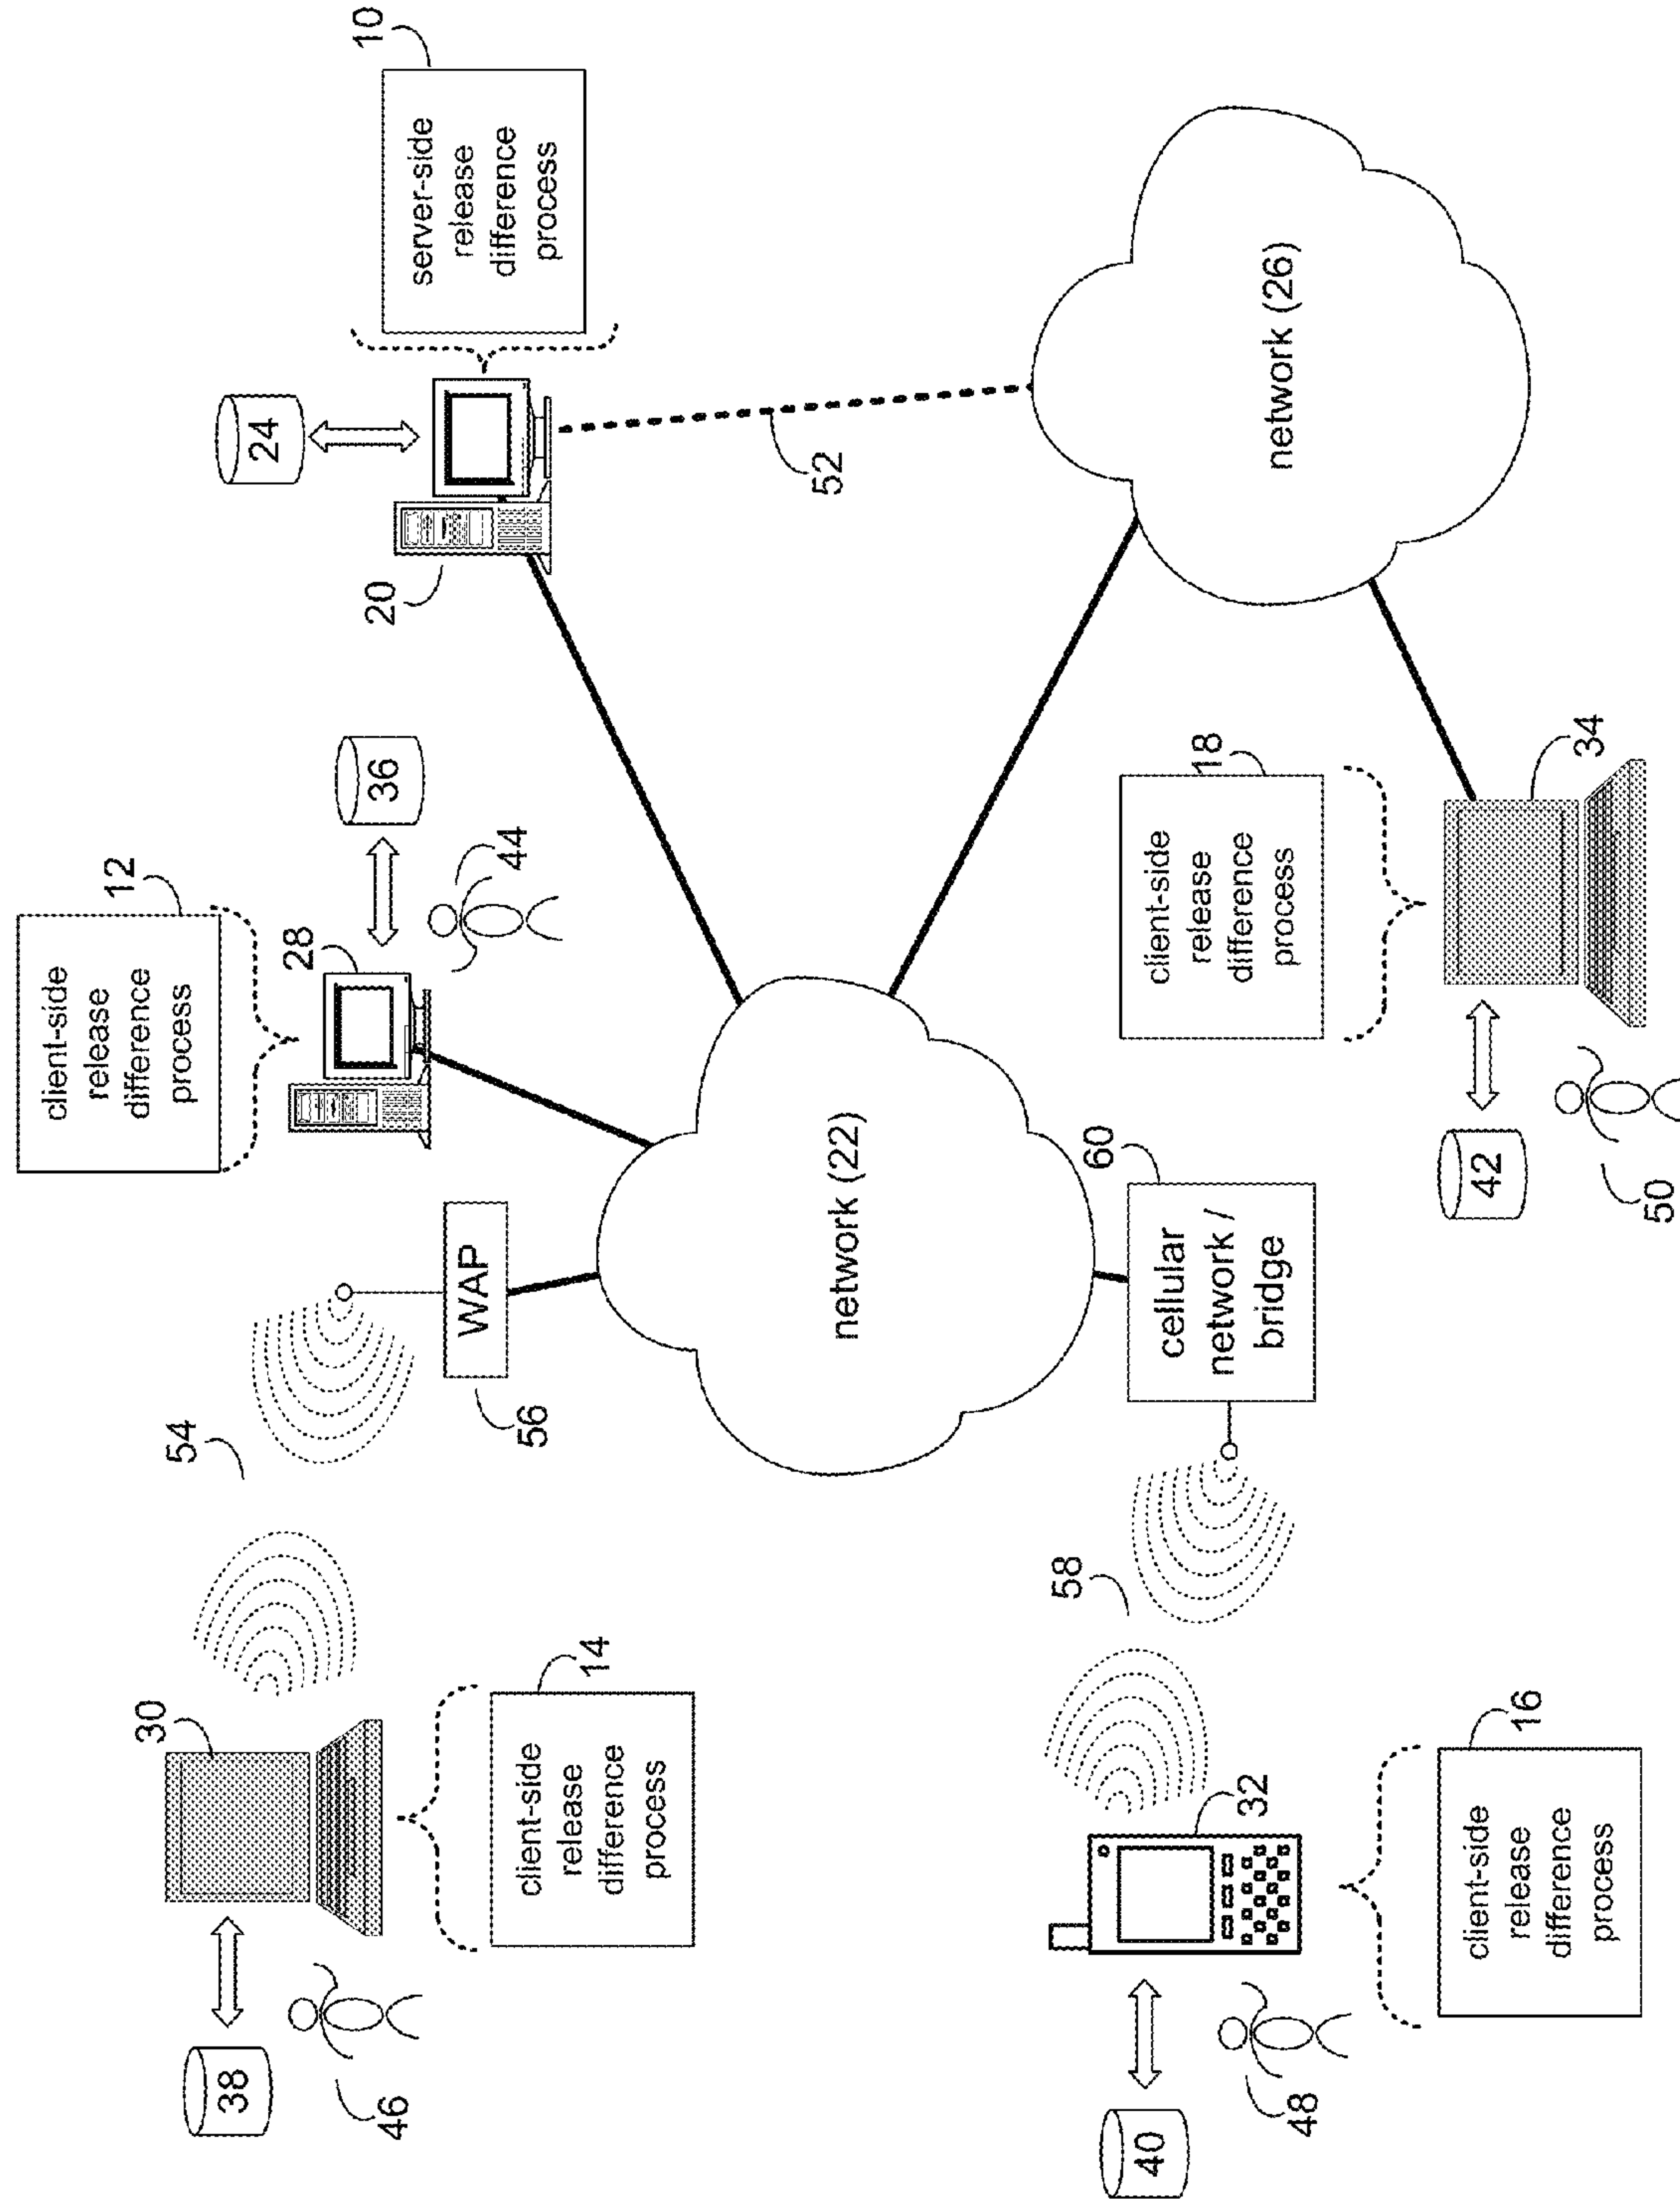 38
46
30
client-side
release
difference
process
14
54
WAP
56
client-side
release
difference
process
12
28
36
44
24
20
server-side
release
difference
process
10
52
network (22)
network (26)
40
48
32
client-side
release
difference
process
16
58
cellular
network /
bridge
60
client-side
release
difference
process
18
42
50
34